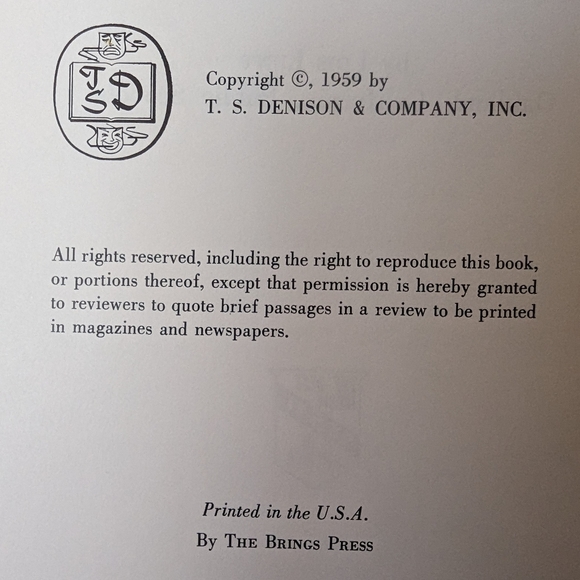 T
S D
Copyright ©, 1959 by
T. S. DENISON & COMPANY, INC.
All rights reserved, including the right to reproduce this book,
or portions thereof, except that permission is hereby granted
to reviewers to quote brief passages in a review to be printed
in magazines and newspapers.
Printed in the U.S.A.
By THE BRINGS PRESS